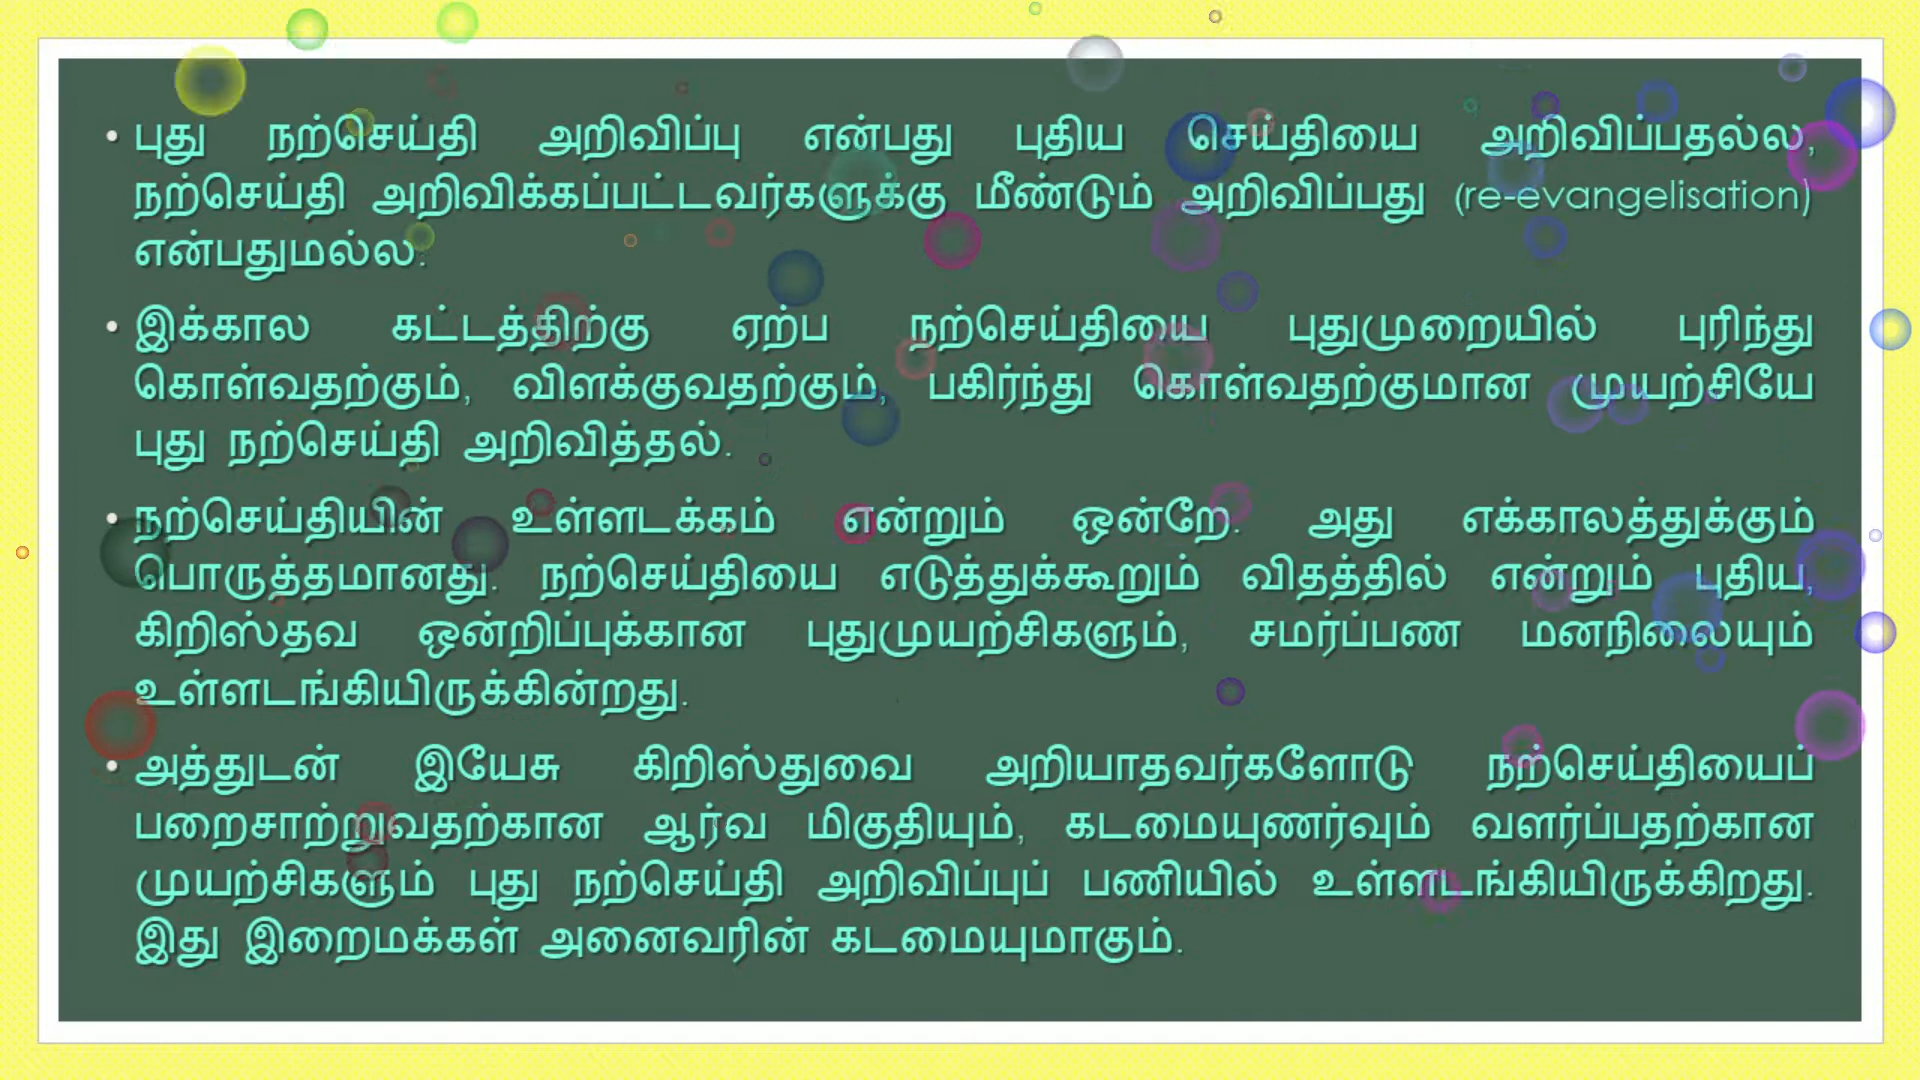 • புது நற்செய்தி அறிவிப்பு என்பது புதிய செய்தியை அறிவிப்பதல்ல,
நற்செய்தி அறிவிக்கப்பட்டவர்களுக்கு மீண்டும் அறிவிப்பது (re-evangelisation)
என்பதுமல்ல.
• இக்கால கட்டத்திற்கு ஏற்ப நற்செய்தியை புதுமுறையில் புரிந்து
கொள்வதற்கும், விளக்குவதற்கும், பகிர்ந்து கொள்வதற்குமான முயற்சியே
புது நற்செய்தி அறிவித்தல்.
• நற்செய்தியின் உள்ளடக்கம் என்றும் ஒன்றே. அது எக்காலத்துக்கும்
பொருத்தமானது. நற்செய்தியை எடுத்துக்கூறும் விதத்தில் என்றும் புதிய,
கிறிஸ்தவ ஒன்றிப்புக்கான புதுமுயற்சிகளும், சமர்ப்பண மனநிலையும்
உள்ளடங்கியிருக்கின்றது.
• அத்துடன் இயேசு கிறிஸ்துவை அறியாதவர்களோடு நற்செய்தியைப்
பறைசாற்றுவதற்கான ஆர்வ மிகுதியும், கடமையுணர்வும் வளர்ப்பதற்கான
முயற்சிகளும் புது நற்செய்தி அறிவிப்புப் பணியில் உள்ளடங்கியிருக்கிறது.
இது இறைமக்கள் அனைவரின் கடமையுமாகும்.